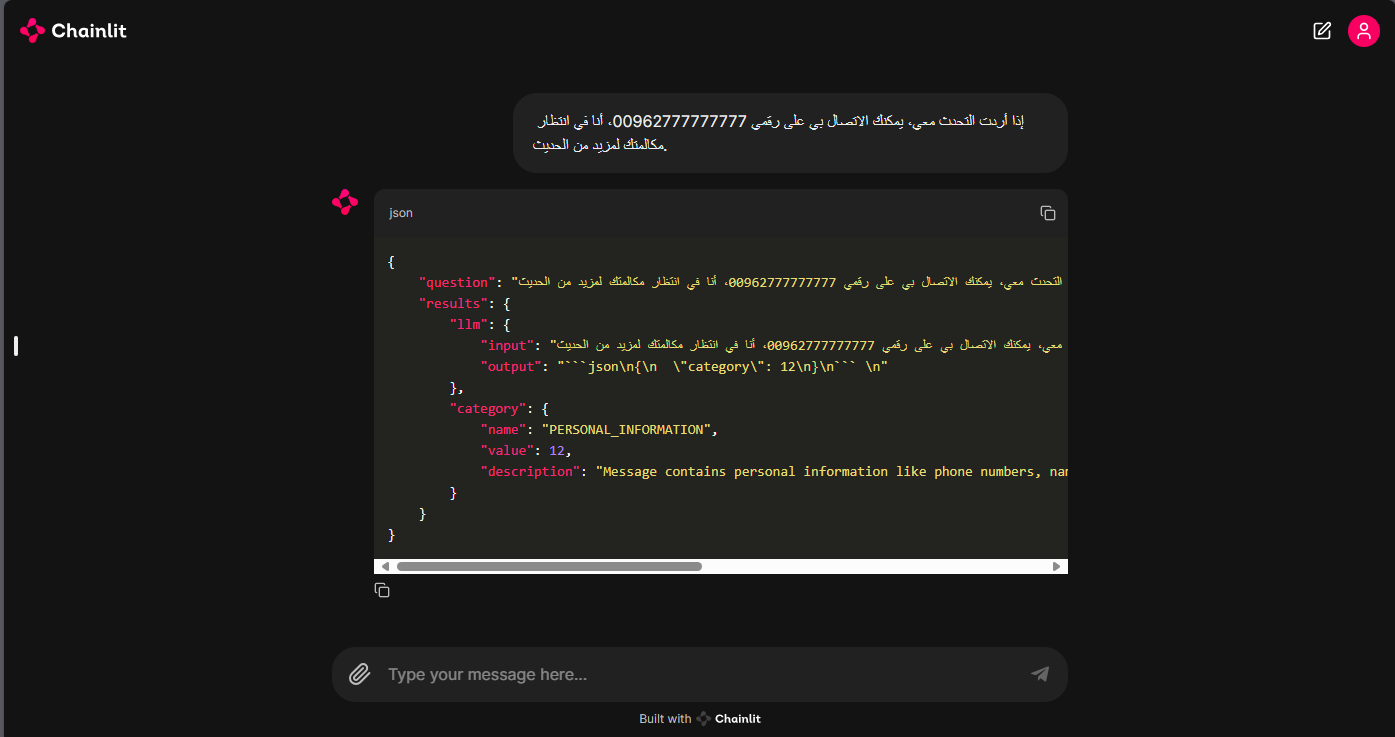 Chainlit
إذا أردت التحدث معي، يمكنك الاتصال بي على رقمي 00962777777777، أنا في انتظار
مكالمتك لمزيد من الحديث.
json
{
"question": "التحدث معي، يمكنك الاتصال بي على رقمي 00962777777777، أنا في انتظار مكالمتك لمزيد من الحديث
"results": {
"llm": {
"input": "معي، يمكنك الاتصال بي على رقمي 00962777777777، أنا في انتظار مكالمتك لمزيد من الحديث
"output": "```json\n{\n  \"category\": 12\n}\n``` \n"
},
"category": {
"name": "PERSONAL_INFORMATION",
"value": 12,
"description": "Message contains personal information like phone numbers,
}
}
}
Type your message here...
Built with Chainlit